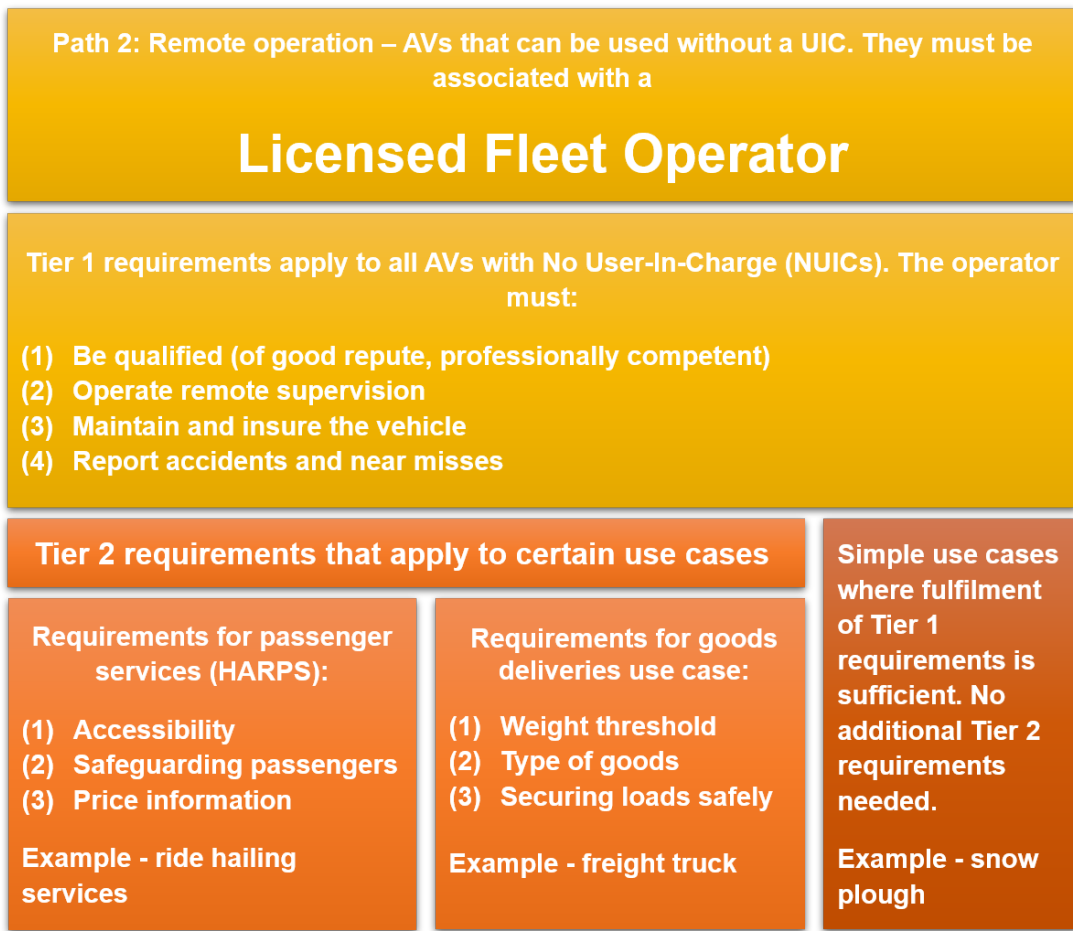 Path 2: Remote operation – AVs that can be used without a UIC. They must be
associated with a
Licensed Fleet Operator
Tier 1 requirements apply to all AVs with No User-In-Charge (NUICs). The operator
must:
(1) Be qualified (of good repute, professionally competent)
(2) Operate remote supervision
(3) Maintain and insure the vehicle
(4) Report accidents and near misses
Tier 2 requirements that apply to certain use cases
Requirements for passenger
services (HARPS):
(1) Accessibility
(2) Safeguarding passengers
(3) Price information
Example - ride hailing
services
Requirements for goods
deliveries use case:
(1) Weight threshold
(2) Type of goods
(3) Securing loads safely
Example - freight truck
Simple use cases
where fulfilment
of Tier 1
requirements is
sufficient. No
additional Tier 2
requirements
needed.
Example - snow
plough